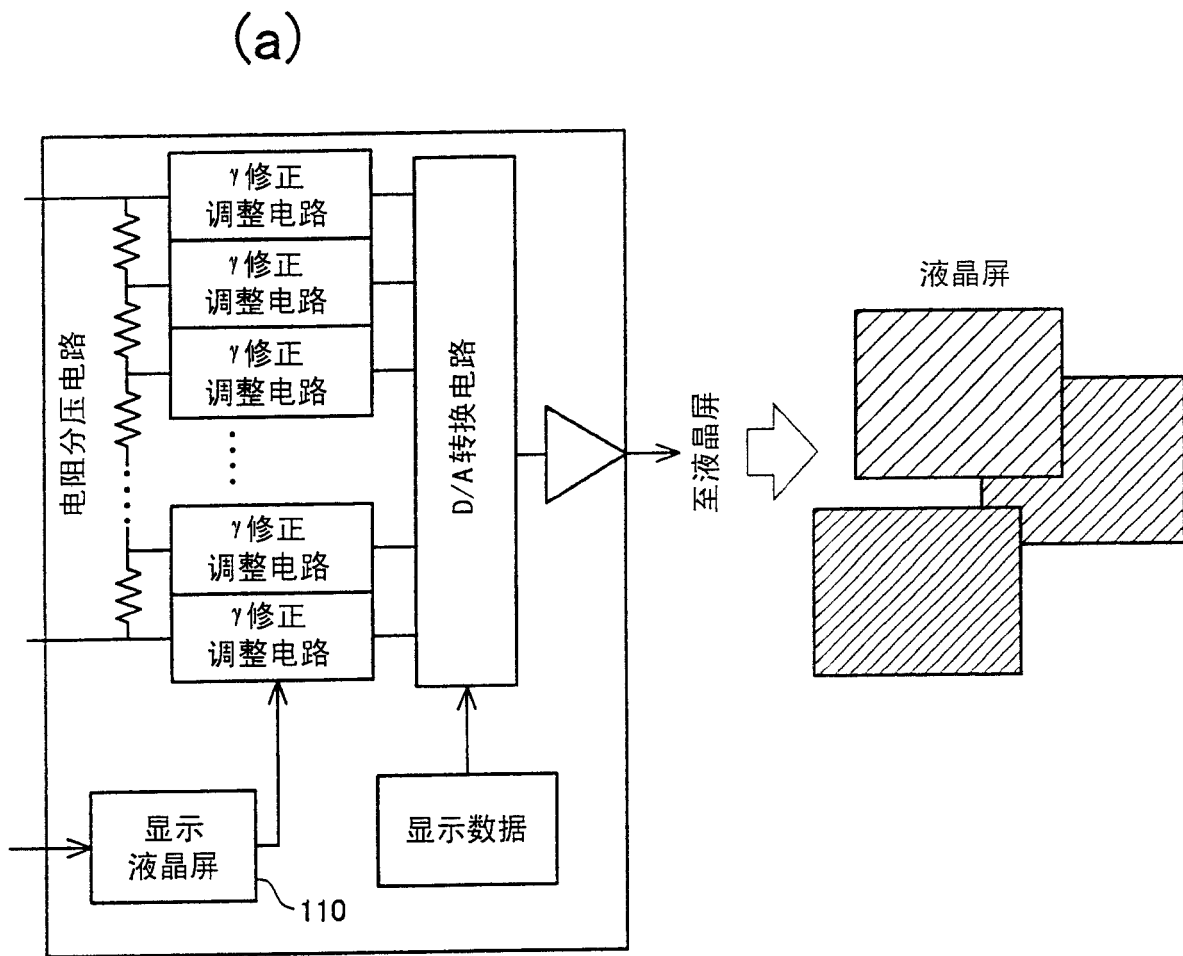 (a)
电阻分压电路
γ修正
调整电路
γ修正
调整电路
γ修正
调整电路
γ修正
调整电路
γ修正
调整电路
D/A转换电路
至液晶屏
液晶屏
显示
液晶屏
110
显示数据